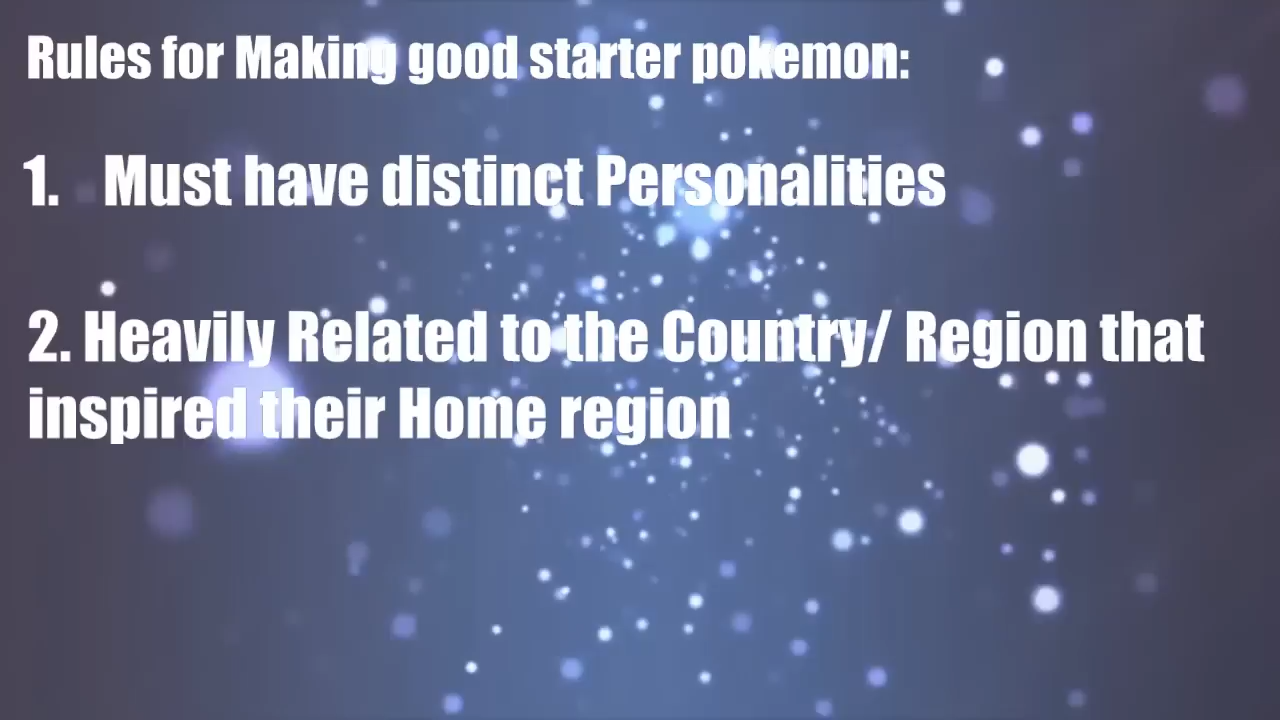 Rules for Making good starter pokemon:
1. Must have distinct Personalities
2. Heavily Related to the Country/ Region that
inspired their Home region